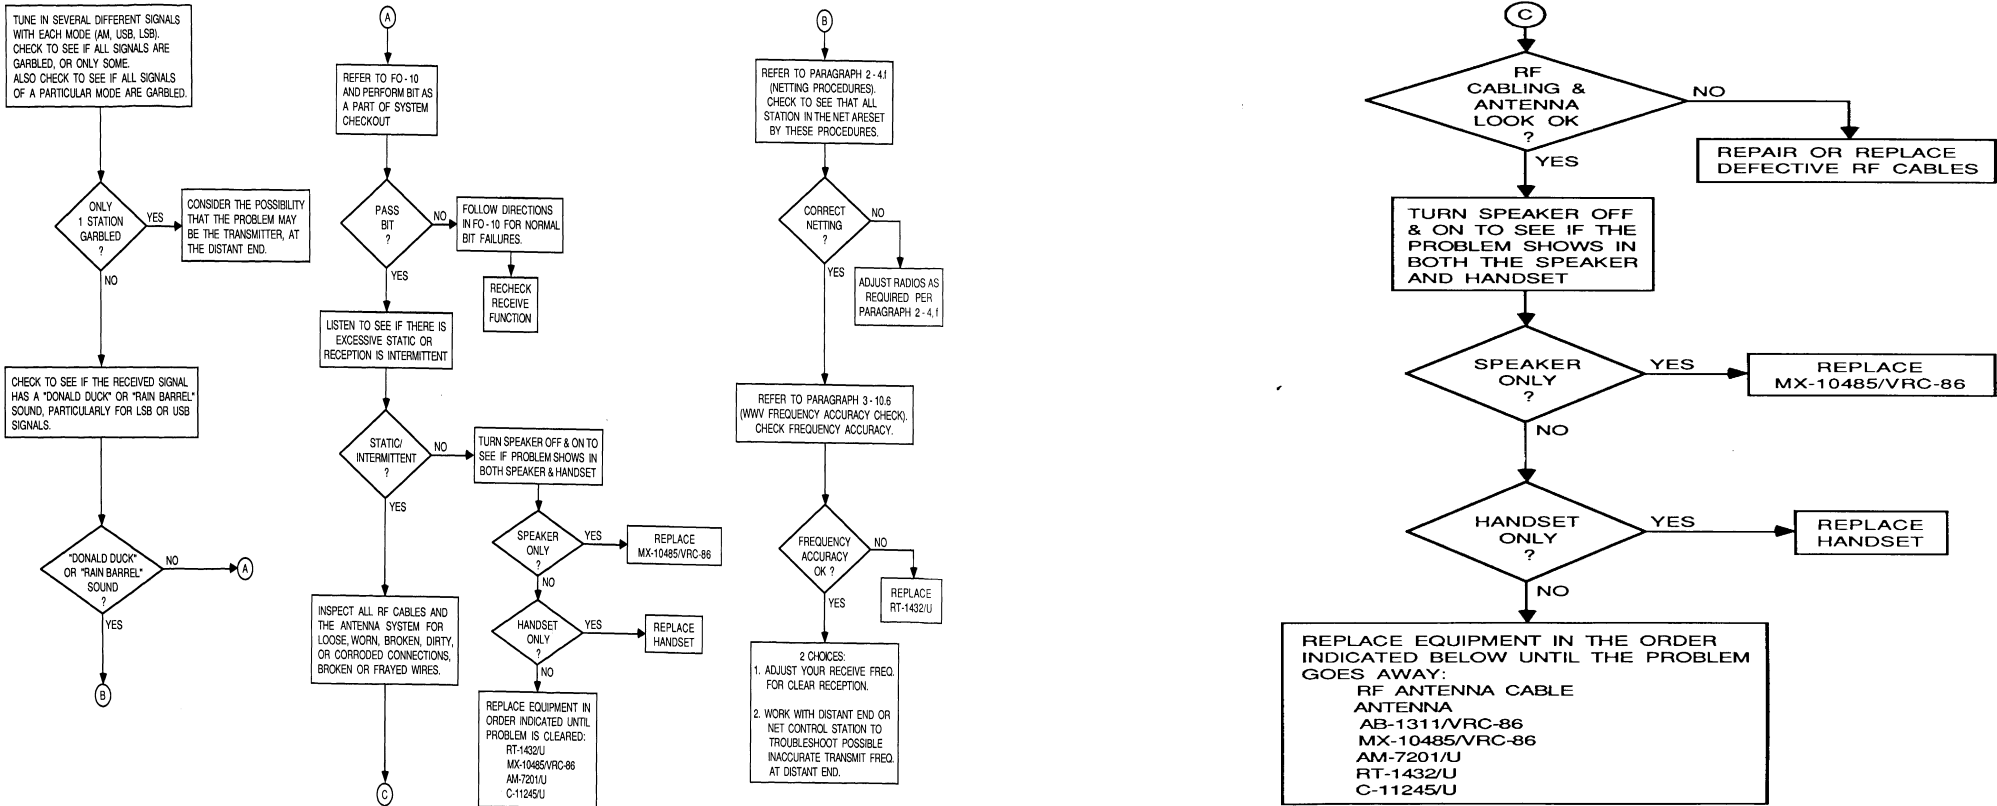 TUNE IN SEVERAL DIFFERENT SIGNALS
WITH EACH MODE (AM, USB, LSB).
CHECK TO SEE IF ALL SIGNALS ARE
GARBLED, OR ONLY SOME.
ALSO CHECK TO SEE IF ALL SIGNALS
OF A PARTICULAR MODE ARE GARBLED.
ONLY
1 STATION
GARBLED
?
YES
CONSIDER THE POSSIBILITY
THAT THE PROBLEM MAY
BE THE TRANSMITTER, AT
THE DISTANT END.
NO
CHECK TO SEE IF THE RECEIVED SIGNAL
HAS A "DONALD DUCK" OR "RAIN BARREL"
SOUND, PARTICULARLY FOR LSB OR USB
SIGNALS.
"DONALD DUCK"
OR "RAIN BARREL"
SOUND
?
NO
A
YES
B
A
REFER TO FO - 10
AND PERFORM BIT AS
A PART OF SYSTEM
CHECKOUT
PASS
BIT
?
NO
FOLLOW DIRECTIONS
IN FO - 10 FOR NORMAL
BIT FAILURES.
RECHECK
RECEIVE
FUNCTION
YES
LISTEN TO SEE IF THERE IS
EXCESSIVE STATIC OR
RECEPTION IS INTERMITTENT
STATIC/
INTERMITTENT
?
NO
TURN SPEAKER OFF & ON TO
SEE IF PROBLEM SHOWS IN
BOTH SPEAKER & HANDSET
SPEAKER
ONLY
?
YES
REPLACE
MX-10485/VRC-86
NO
HANDSET
ONLY
?
YES
REPLACE
HANDSET
NO
REPLACE EQUIPMENT IN
ORDER INDICATED UNTIL
PROBLEM IS CLEARED:
RT-1432/U
MX-10485/VRC-86
AM-7201/U
C-11245/U
YES
INSPECT ALL RF CABLES AND
THE ANTENNA SYSTEM FOR
LOOSE, WORN, BROKEN, DIRTY,
OR CORRODED CONNECTIONS,
BROKEN OR FRAYED WIRES.
C
B
REFER TO PARAGRAPH 2 - 4.f
(NETTING PROCEDURES).
CHECK TO SEE THAT ALL
STATION IN THE NET ARESET
BY THESE PROCEDURES.
CORRECT
NETTING
?
NO
ADJUST RADIOS AS
REQUIRED PER
PARAGRAPH 2 - 4, f
YES
REFER TO PARAGRAPH 3 - 10.6
(WWV FREQUENCY ACCURACY CHECK).
CHECK FREQUENCY ACCURACY.
FREQUENCY
ACCURACY
OK ?
NO
REPLACE
RT-1432/U
YES
2 CHOICES:
1. ADJUST YOUR RECEIVE FREQ.
FOR CLEAR RECEPTION.
2. WORK WITH DISTANT END OR
NET CONTROL STATION TO
TROUBLESHOOT POSSIBLE
INACCURATE TRANSMIT FREQ.
AT DISTANT END.
C
RF
CABLING &
ANTENNA
LOOK OK
?
NO
REPAIR OR REPLACE
DEFECTIVE RF CABLES
YES
TURN SPEAKER OFF
& ON TO SEE IF THE
PROBLEM SHOWS IN
BOTH THE SPEAKER
AND HANDSET
SPEAKER
ONLY
?
YES
REPLACE
MX-10485/VRC-86
NO
HANDSET
ONLY
?
YES
REPLACE
HANDSET
NO
REPLACE EQUIPMENT IN THE ORDER
INDICATED BELOW UNTIL THE PROBLEM
GOES AWAY:
RF ANTENNA CABLE
ANTENNA
AB-1311/VRC-86
MX-10485/VRC-86
AM-7201/U
RT-1432/U
C-11245/U